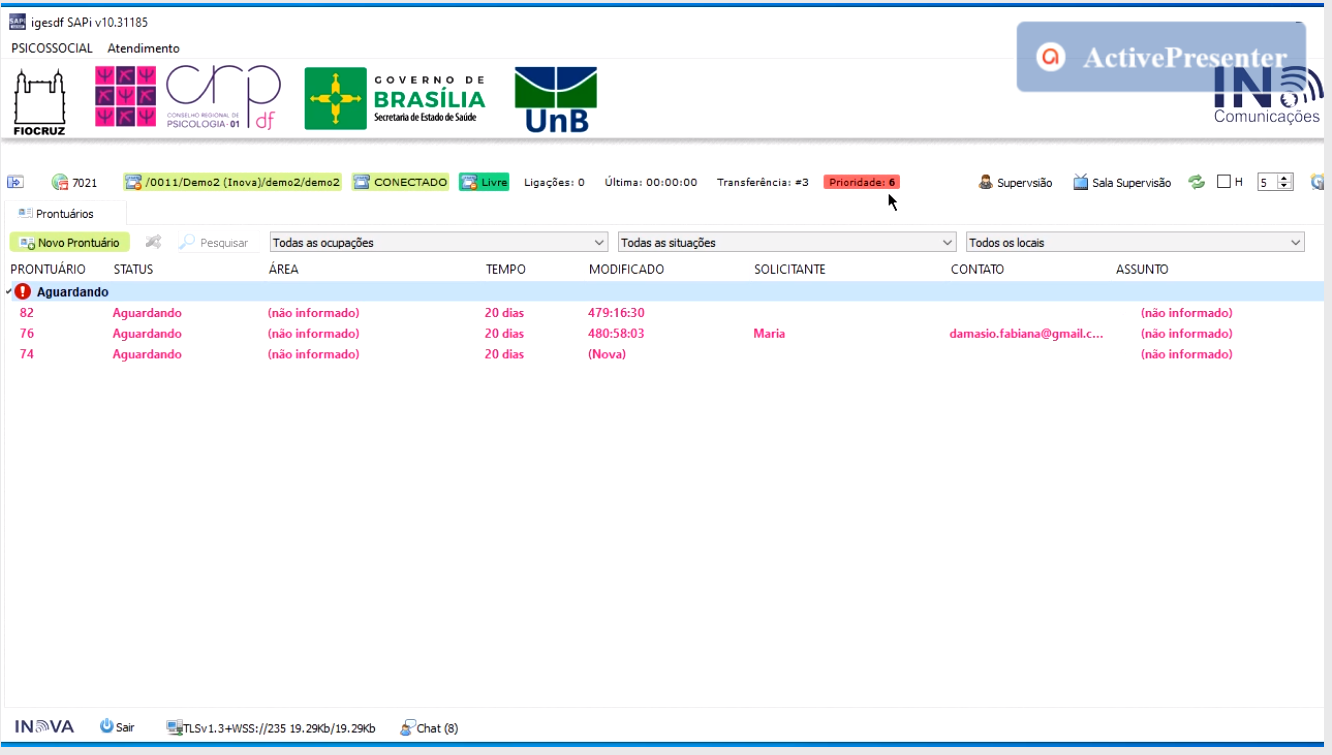 SAPi igesdf SAPi v10.31185
PSICOSSOCIAL Atendimento
ActivePresenter
FIOCRUZ
crp
CONSELHO REGIONAL DE
PSICOLOGIA-01 df
GOVERNO DE
BRASÍLIA
Secretaria de Estado de Saúde
UnB
Comunicações
7021 /0011/Demo2 (Inova)/demo2/demo2 CONECTADO Livre Ligações: 0 Última: 00:00:00 Transferência: #3 Prioridade: 6 Supervsião Sala Supervisão H 5
Prontuários
Novo Prontuário Pesquisar Todas as ocupações Todas as situações Todos os locais
PRONTUÁRIO STATUS ÁREA TEMPO MODIFICADO SOLICITANTE CONTATO ASSUNTO
Aguardando
82 Aguardando (não informado) 20 dias 479:16:30 (não informado)
76 Aguardando (não informado) 20 dias 480:58:03 Maria damasio.fabiana@gmail.c... (não informado)
74 Aguardando (não informado) 20 dias (Nova) (não informado)
INOVA Sair TLSv1.3+WSS://235 19.29Kb/19.29Kb Chat (8)